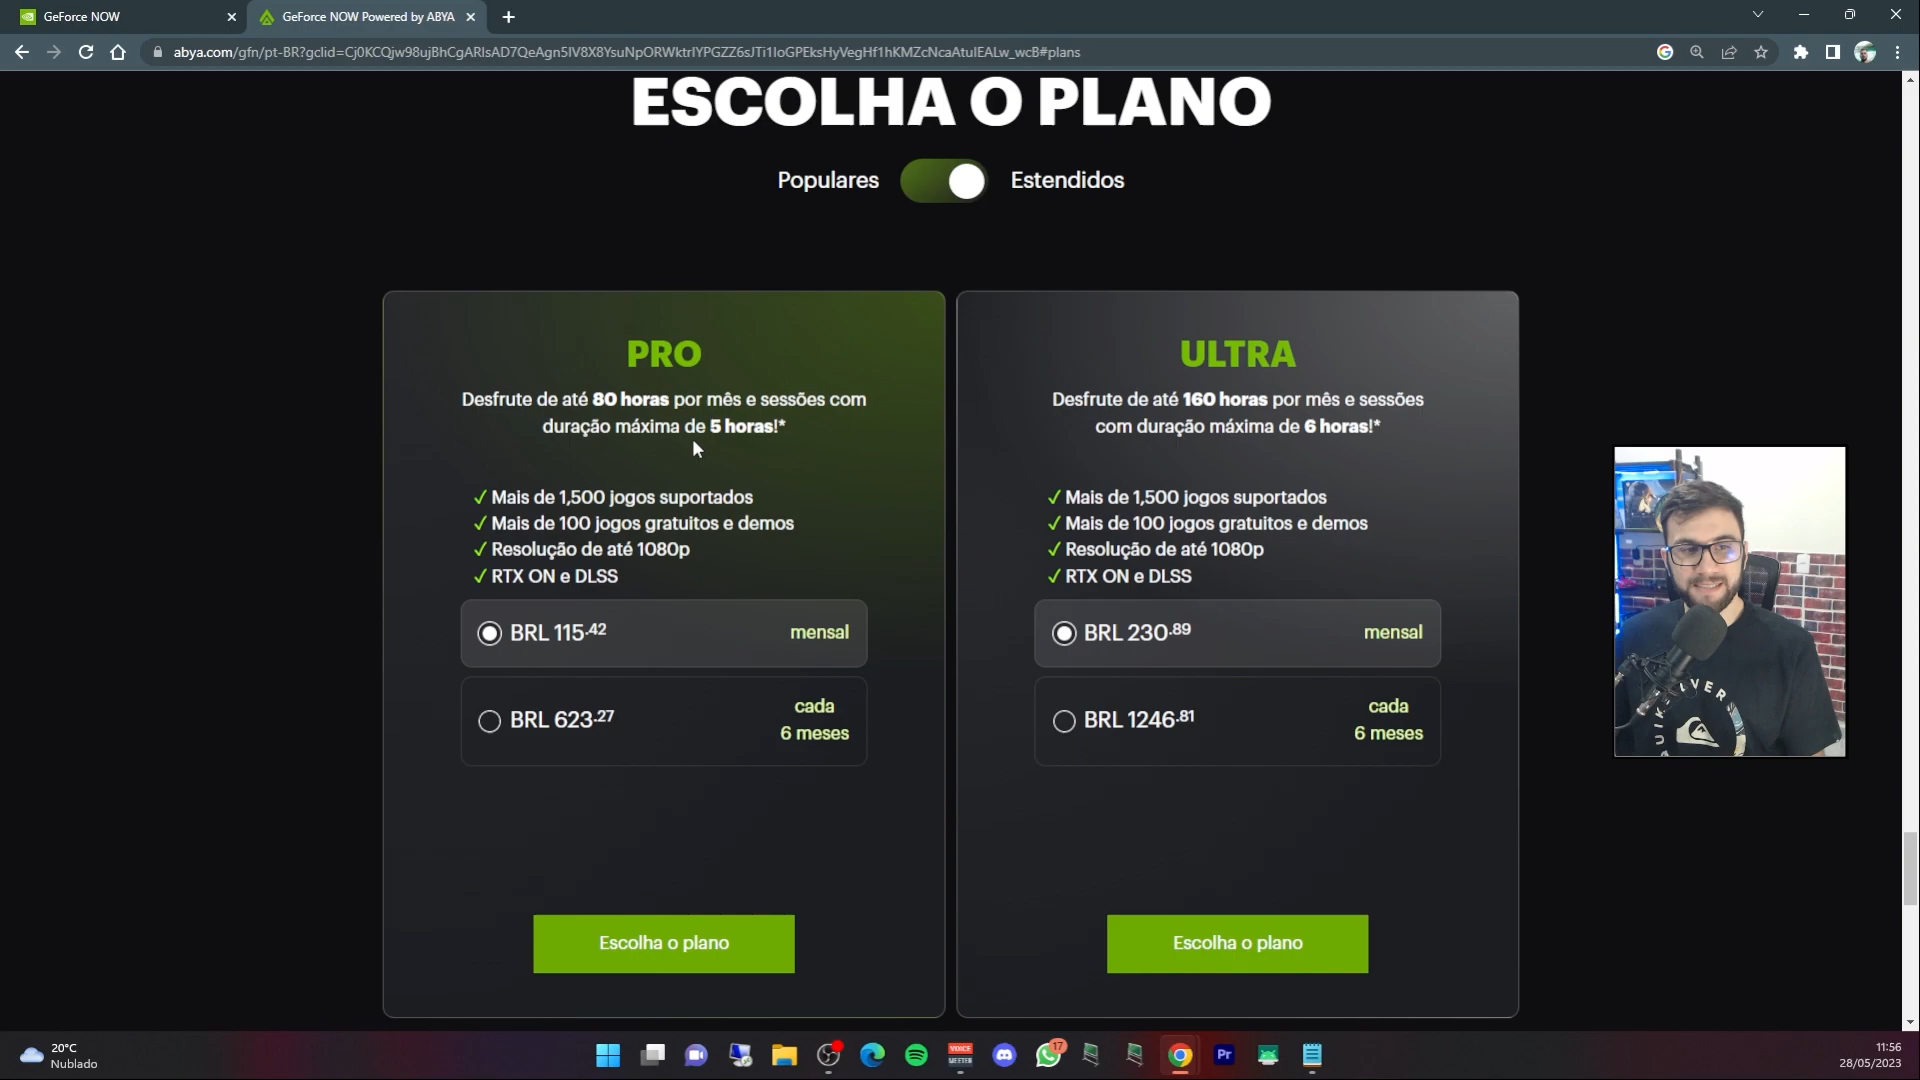 GeForce NOW
GeForce NOW Powered by ABYA
abya.com/gfn/pt-BR?gclid=Cj0KCQjw98ujBhCgARIsAD7QeAgn5IV8X8YsuNpORWktrlYPGZZ6sJTi1IoGPEksHyVegHf1hKMZcNcaAtulEALw_wcB#plans
ESCOLHA O PLANO
Populares
Estendidos
PRO
Desfrute de até 80 horas por mês e sessões com
duração máxima de 5 horas!*
✓ Mais de 1,500 jogos suportados
✓ Mais de 100 jogos gratuitos e demos
✓ Resolução de até 1080p
✓ RTX ON e DLSS
BRL 115.42 mensal
BRL 623.27 cada
6 meses
Escolha o plano
ULTRA
Desfrute de até 160 horas por mês e sessões
com duração máxima de 6 horas!*
✓ Mais de 1,500 jogos suportados
✓ Mais de 100 jogos gratuitos e demos
✓ Resolução de até 1080p
✓ RTX ON e DLSS
BRL 230.89 mensal
BRL 1246.81 cada
6 meses
Escolha o plano
20°C
Nublado
VOICE
MEETER
17
Pr
11:56
28/05/2023